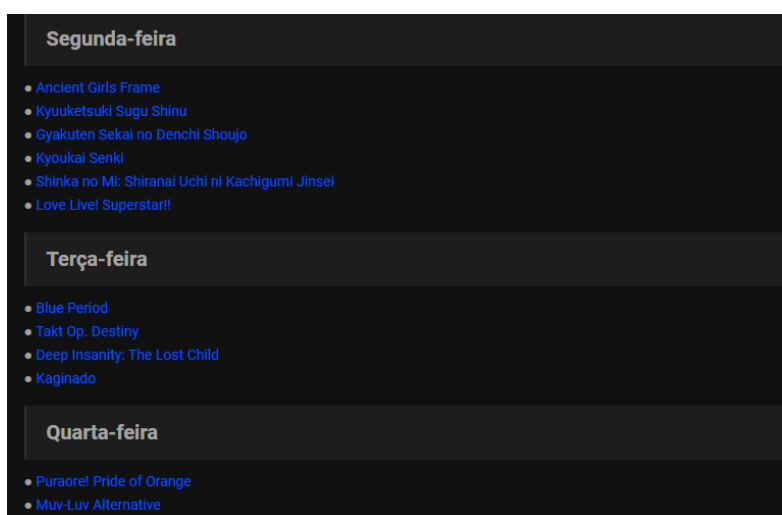 Segunda-feira
● Ancient Girls Frame
● Kyuuketsuki Sugu Shinu
● Gyakuten Sekai no Denchi Shoujo
● Kyoukai Senki
● Shinka no Mi: Shiranai Uchi ni Kachigumi Jinsei
● Love Live! Superstar!!
Terça-feira
● Blue Period
● Takt Op. Destiny
● Deep Insanity: The Lost Child
● Kaginado
Quarta-feira
● Puraore! Pride of Orange
● Muv-Luv Alternative